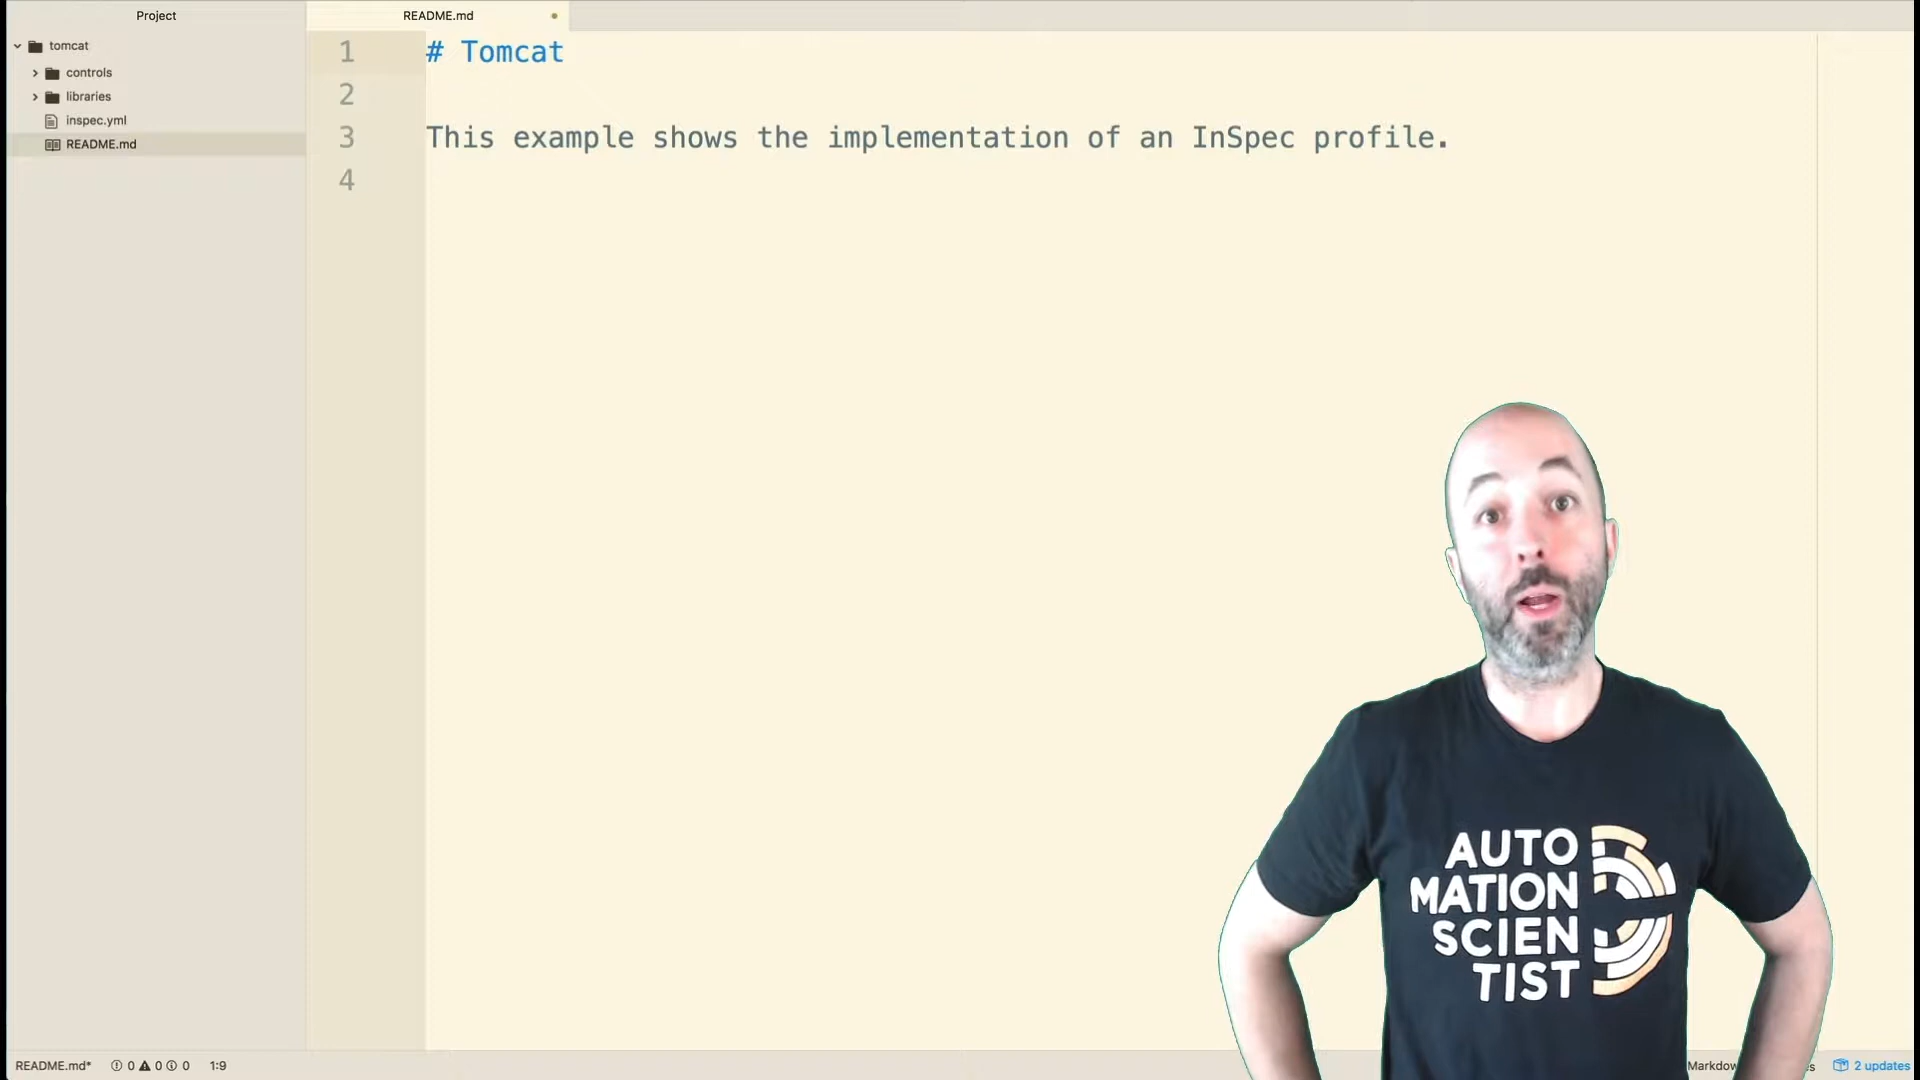 Project
tomcat
controls
libraries
inspec.yml
README.md
README.md
1 # Tomcat
2
3 This example shows the implementation of an InSpec profile.
4
AUTO
MATION
SCIEN
TIST
README.md* 0 0 0 1:9
2 updates